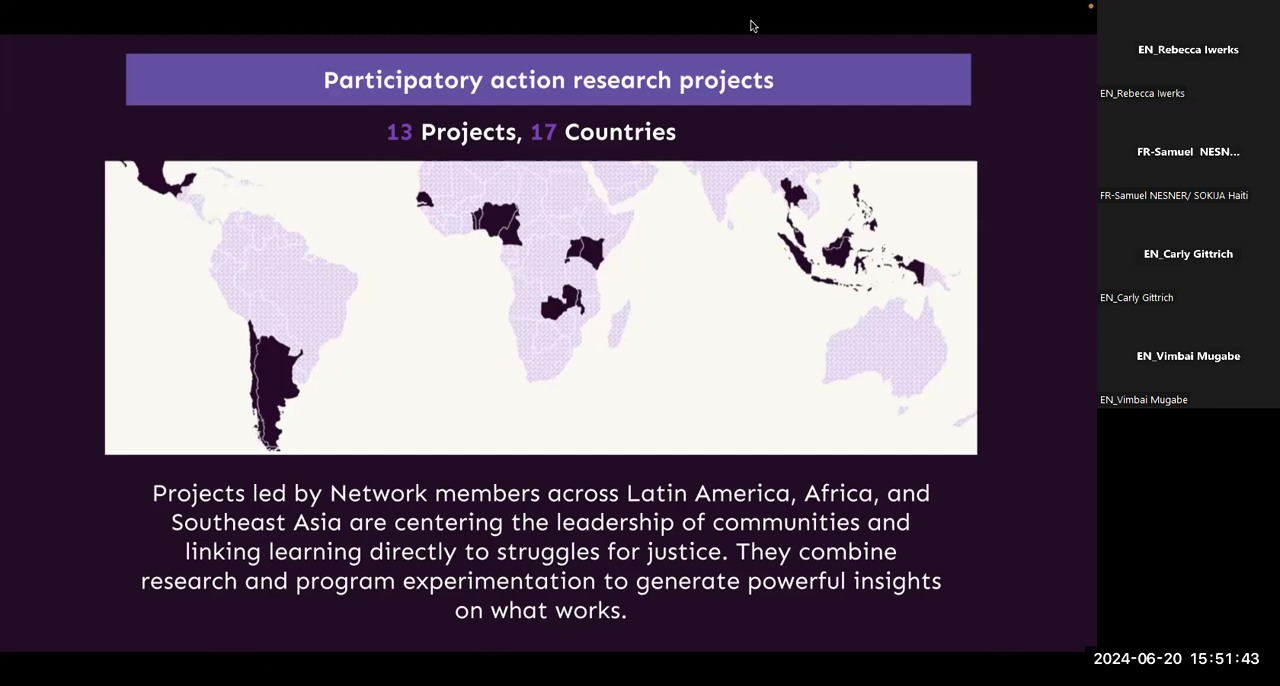 Participatory action research projects
13 Projects, 17 Countries
Projects led by Network members across Latin America, Africa, and
Southeast Asia are centering the leadership of communities and
linking learning directly to struggles for justice. They combine
research and program experimentation to generate powerful insights
on what works.
EN_Rebecca Iwerks
EN_Rebecca Iwerks
FR-Samuel NESN...
FR-Samuel NESNER/ SOKIJA Haiti
EN_Carly Gittrich
EN_Carly Gittrich
EN_Vimbai Mugabe
EN_Vimbai Mugabe
2024-06-20 15:51:43